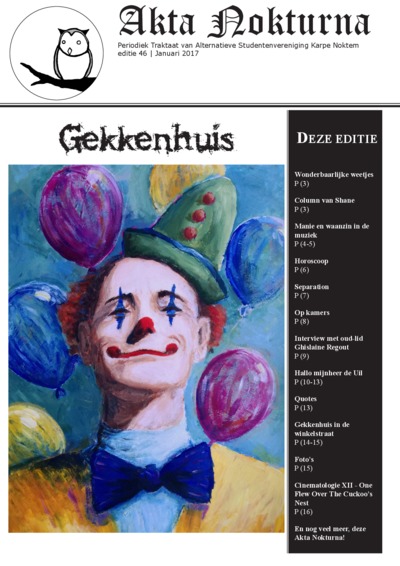 Akta Nokturna
Periodiek Traktaat van Alternatieve Studentenvereniging Karpe Noktem
editie 46 | Januari 2017
Gekkenhuis
DEZE EDITIE
Wonderbaarlijke weetjes
P (3)
Column van Shane
P (3)
Manie en waanzin in de
muziek
P (4-5)
Horoscoop
P (6)
Separation
P (7)
Op kamers
P (8)
Interview met oud-lid
Ghislaine Regout
P (9)
Hallo mijnheer de Uil
P (10-13)
Quotes
P (13)
Gekkenhuis in de
winkelstraat
P (14-15)
Foto's
P (15)
Cinematologie XII - One
Flew Over The Cuckoo's
Nest
P (16)
En nog veel meer, deze
Akta Nokturna!